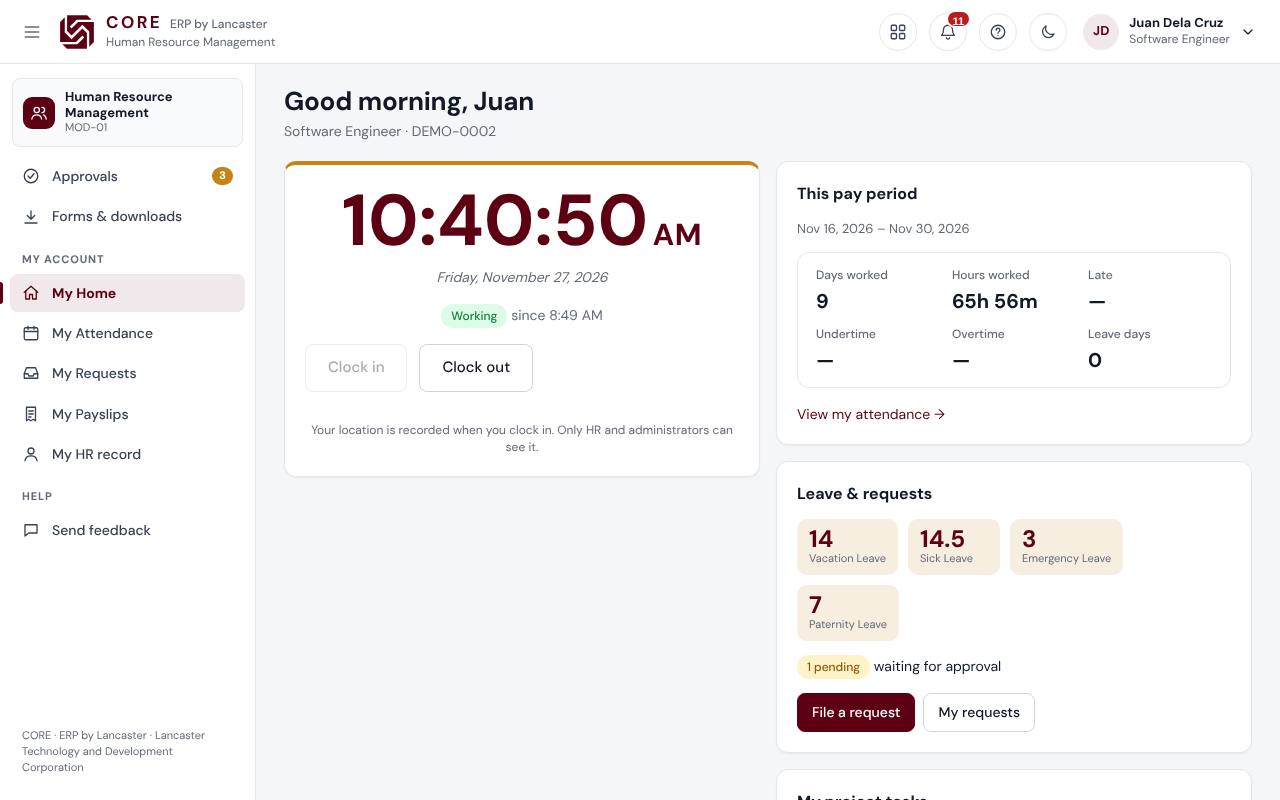 CORE ERP by Lancaster
Human Resource Management
11
JD
Juan Dela Cruz
Software Engineer
Human Resource
Management
MOD-01
Approvals 3
Forms & downloads
MY ACCOUNT
My Home
My Attendance
My Requests
My Payslips
My HR record
HELP
Send feedback
CORE · ERP by Lancaster · Lancaster
Technology and Development
Corporation
Good morning, Juan
Software Engineer · DEMO-0002
10:40:50 AM
Friday, November 27, 2026
Working since 8:49 AM
Clock in Clock out
Your location is recorded when you clock in. Only HR and administrators can
see it.
This pay period
Nov 16, 2026 – Nov 30, 2026
Days worked Hours worked Late
9 65h 56m —
Undertime Overtime Leave days
— — 0
View my attendance →
Leave & requests
14 14.5 3
Vacation Leave Sick Leave Emergency Leave
7
Paternity Leave
1 pending waiting for approval
File a request My requests
My project tasks